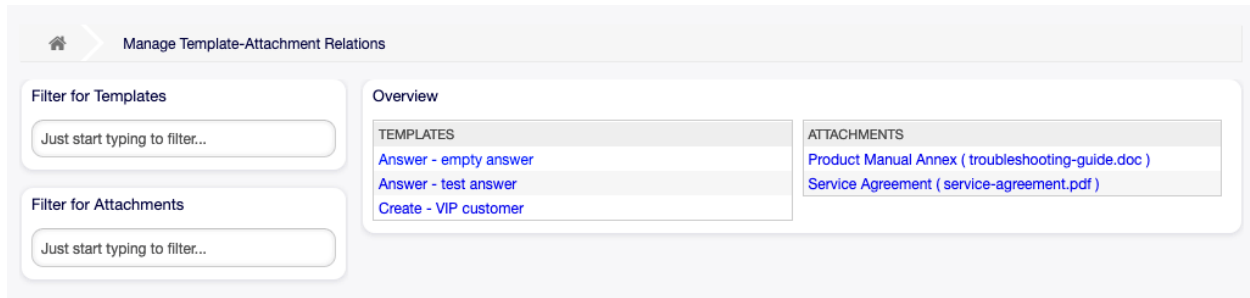 Manage Template-Attachment Relations
Filter for Templates
Just start typing to filter...
Filter for Attachments
Just start typing to filter...
Overview
TEMPLATES
Answer - empty answer
Answer - test answer
Create - VIP customer
ATTACHMENTS
Product Manual Annex ( troubleshooting-guide.doc )
Service Agreement ( service-agreement.pdf )